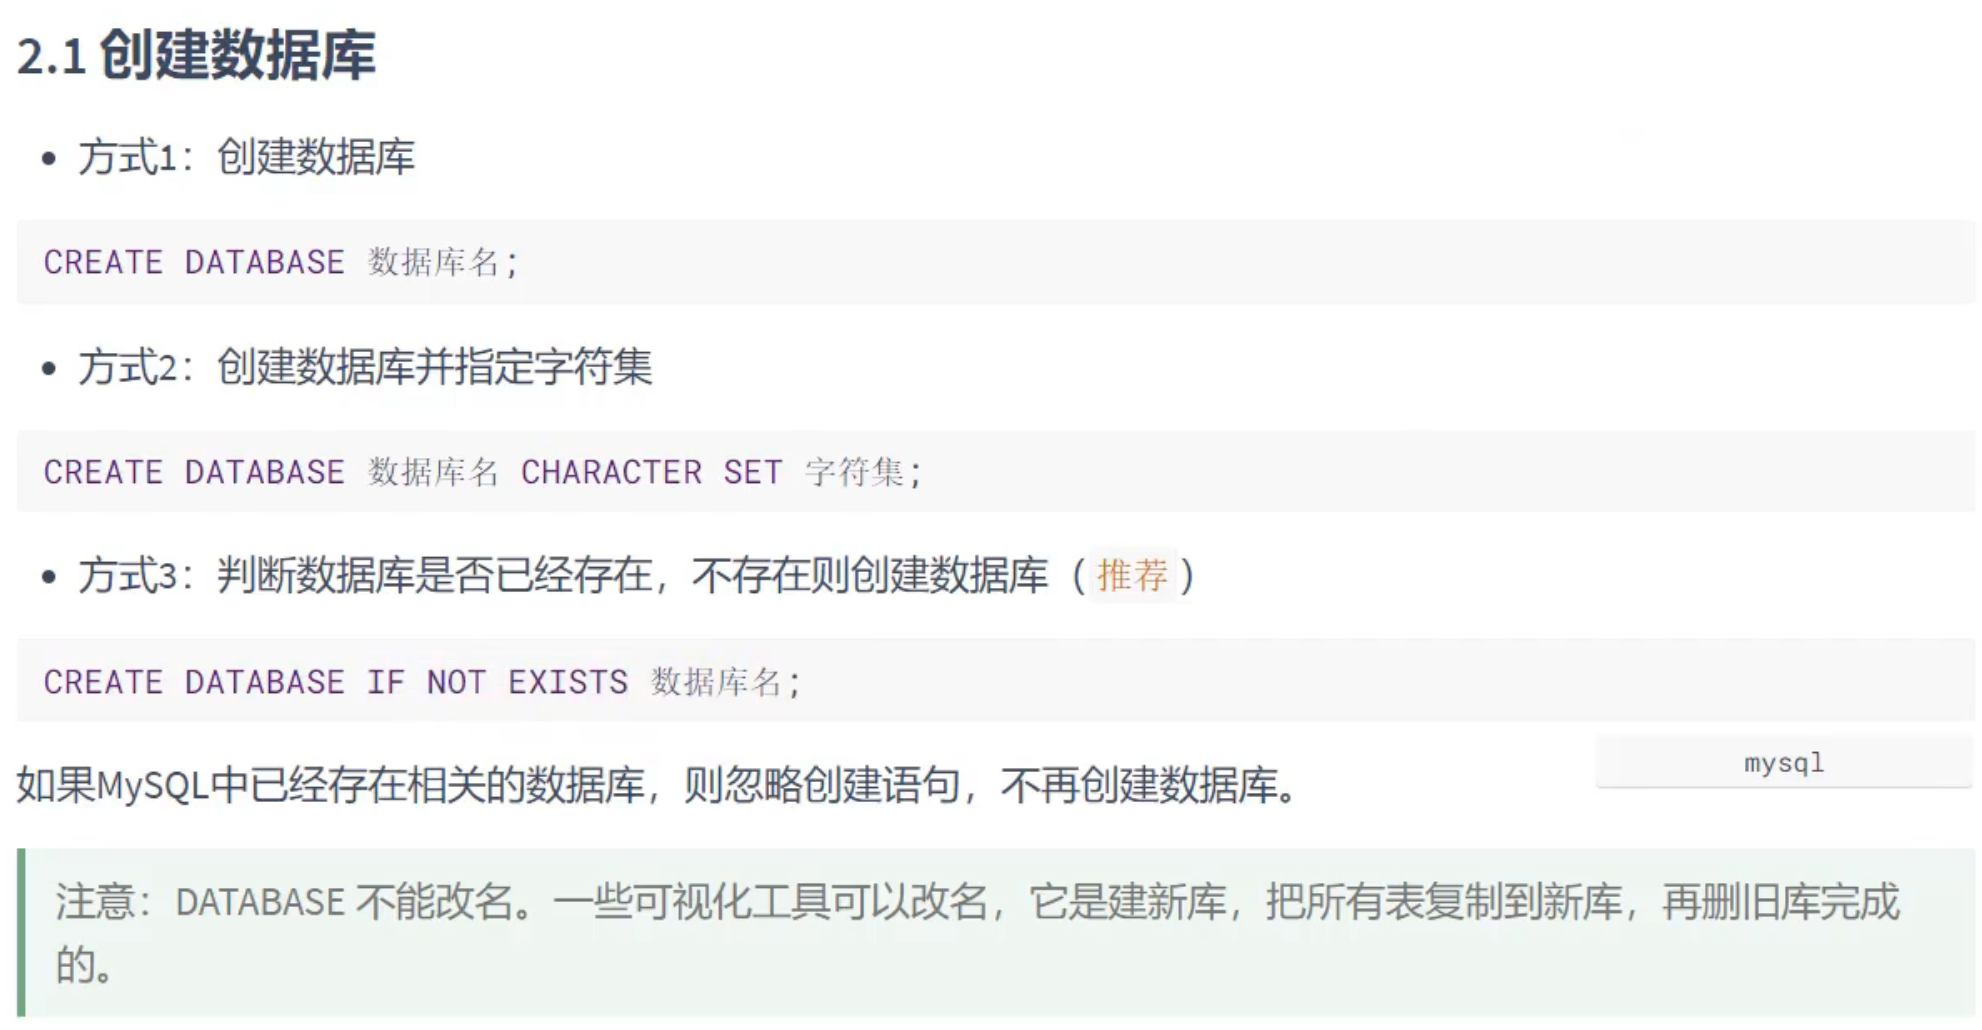 2.1 创建数据库
• 方式1：创建数据库
CREATE DATABASE 数据库名;
• 方式2：创建数据库并指定字符集
CREATE DATABASE 数据库名 CHARACTER SET 字符集;
• 方式3：判断数据库是否已经存在，不存在则创建数据库（推荐）
CREATE DATABASE IF NOT EXISTS 数据库名;
mysql
如果MySQL中已经存在相关的数据库，则忽略创建语句，不再创建数据库。
注意：DATABASE 不能改名。一些可视化工具可以改名，它是建新库，把所有表复制到新库，再删旧库完成
的。